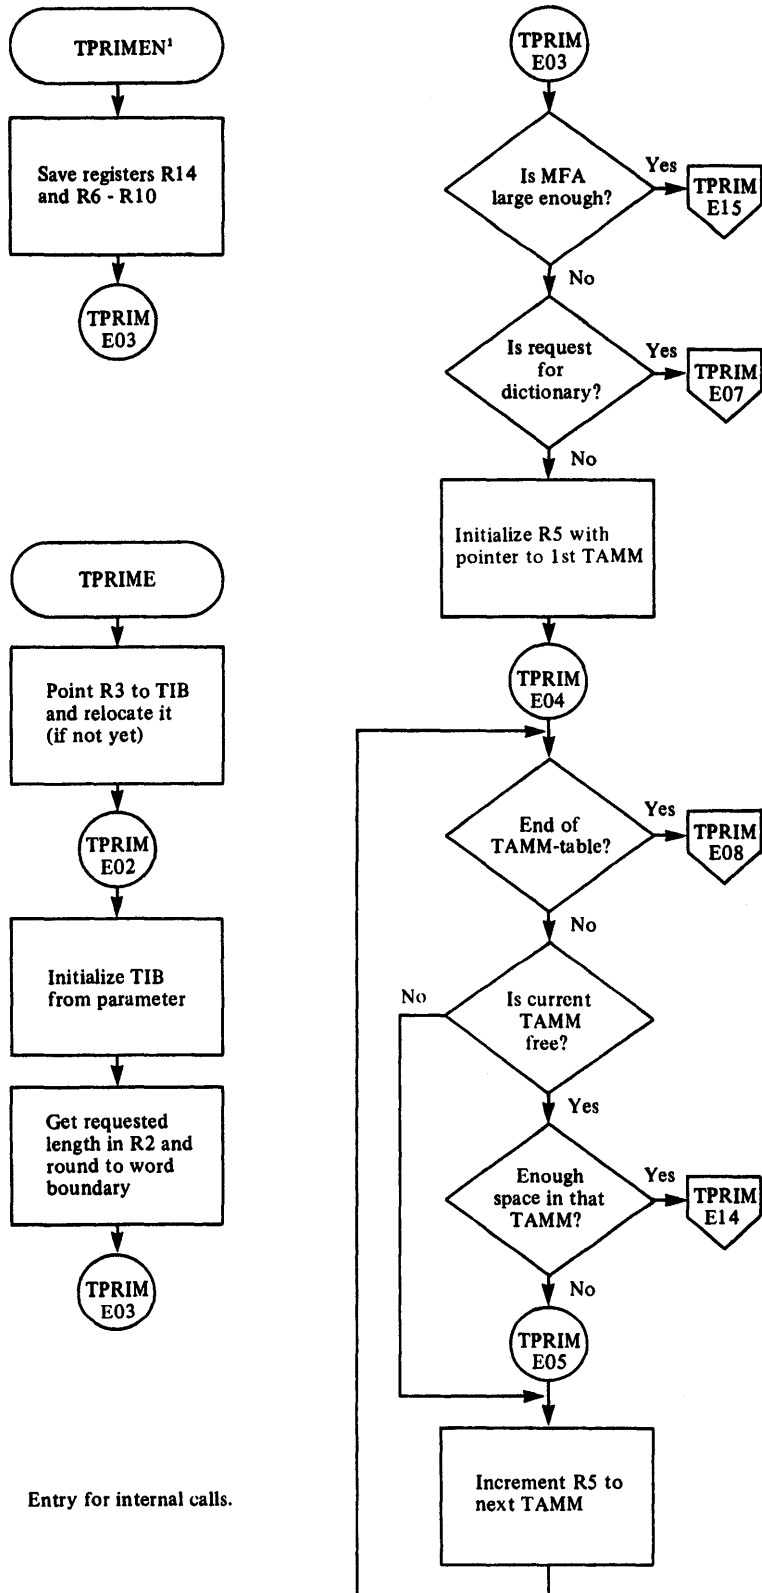 TPRIMEN¹
Save registers R14
and R6 - R10
TPRIM
E03
TPRIME
Point R3 to TIB
and relocate it
(if not yet)
TPRIM
E02
Initialize TIB
from parameter
Get requested
length in R2 and
round to word
boundary
TPRIM
E03
Entry for internal calls.
TPRIM
E03
Is MFA
large enough?
Yes
TPRIM
E15
No
Is request
for
dictionary?
Yes
TPRIM
E07
No
Initialize R5 with
pointer to 1st TAMM
TPRIM
E04
End of
TAMM-table?
Yes
TPRIM
E08
No
Is current
TAMM
free?
No
Yes
Enough
space in that
TAMM?
Yes
TPRIM
E14
No
TPRIM
E05
Increment R5 to
next TAMM